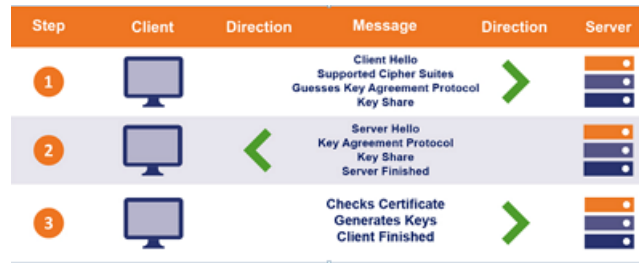 Step Client Direction Message Direction Server
1
Client Hello
Supported Cipher Suites
Guesses Key Agreement Protocol
Key Share
2
Server Hello
Key Agreement Protocol
Key Share
Server Finished
3
Checks Certificate
Generates Keys
Client Finished